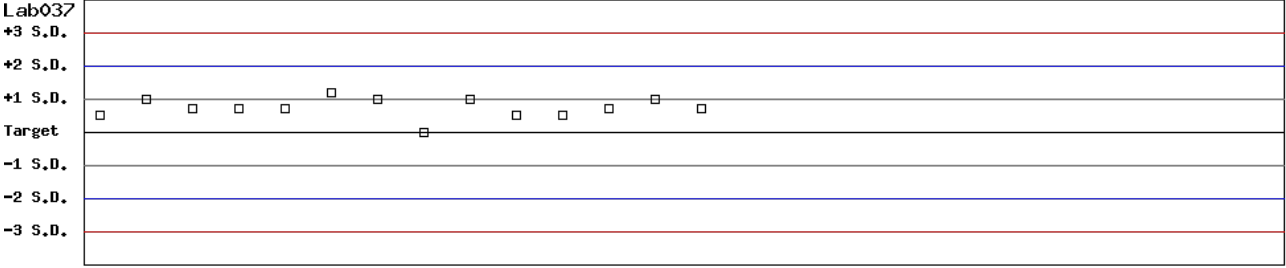 Lab037
+3 S.D.
+2 S.D.
+1 S.D.
Target
-1 S.D.
-2 S.D.
-3 S.D.